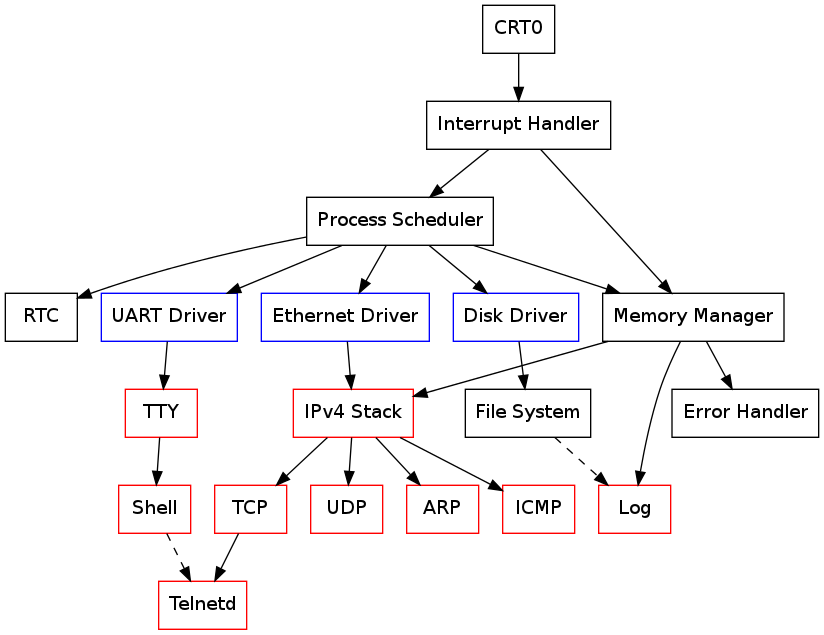 CRT0
Interrupt Handler
Process Scheduler
RTC
UART Driver
Ethernet Driver
Disk Driver
Memory Manager
TTY
IPv4 Stack
File System
Error Handler
Shell
TCP
UDP
ARP
ICMP
Log
Telnetd